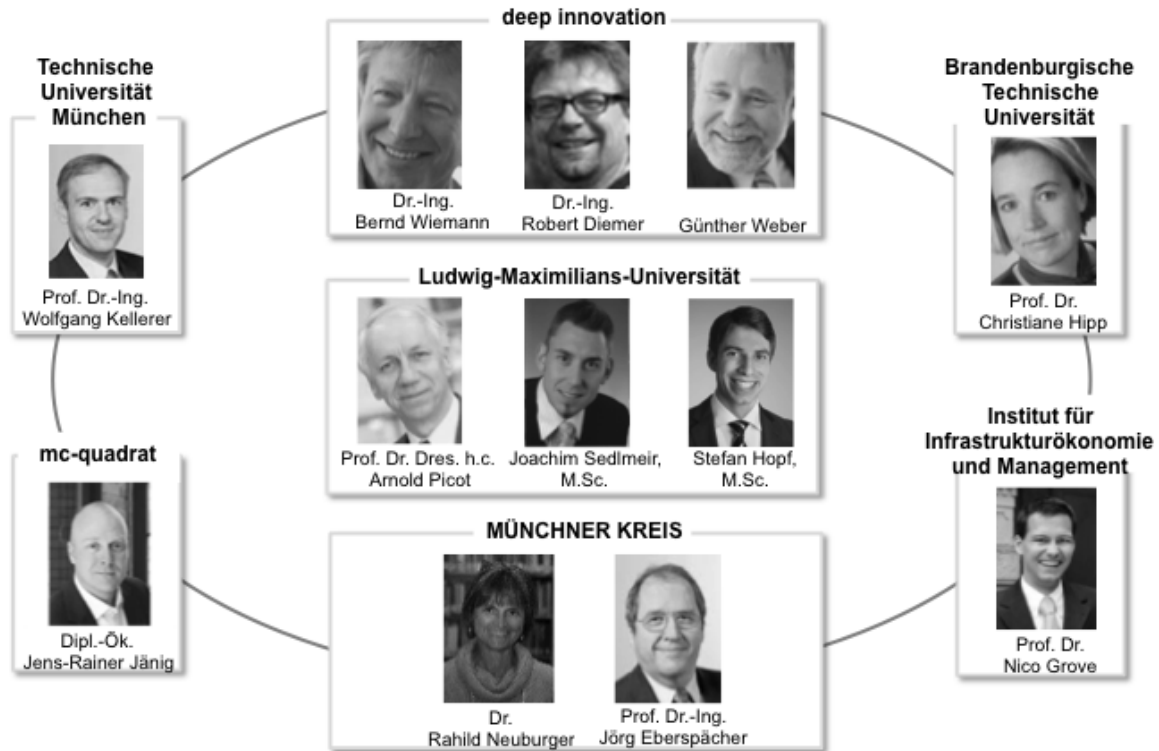 deep innovation
Dr.-Ing.
Bernd Wiemann
Dr.-Ing.
Robert Diemer
Günther Weber
Technische
Universität
München
Prof. Dr.-Ing.
Wolfgang Kellerer
Brandenburgische
Technische
Universität
Prof. Dr.
Christiane Hipp
Ludwig-Maximilians-Universität
Prof. Dr. Dres. h.c.
Arnold Picot
Joachim Sedlmeir,
M.Sc.
Stefan Hopf,
M.Sc.
mc-quadrat
Dipl.-Ök.
Jens-Rainer Jänig
Institut für
Infrastrukturökonomie
und Management
Prof. Dr.
Nico Grove
MÜNCHNER KREIS
Dr.
Rahild Neuburger
Prof. Dr.-Ing.
Jörg Eberspächer